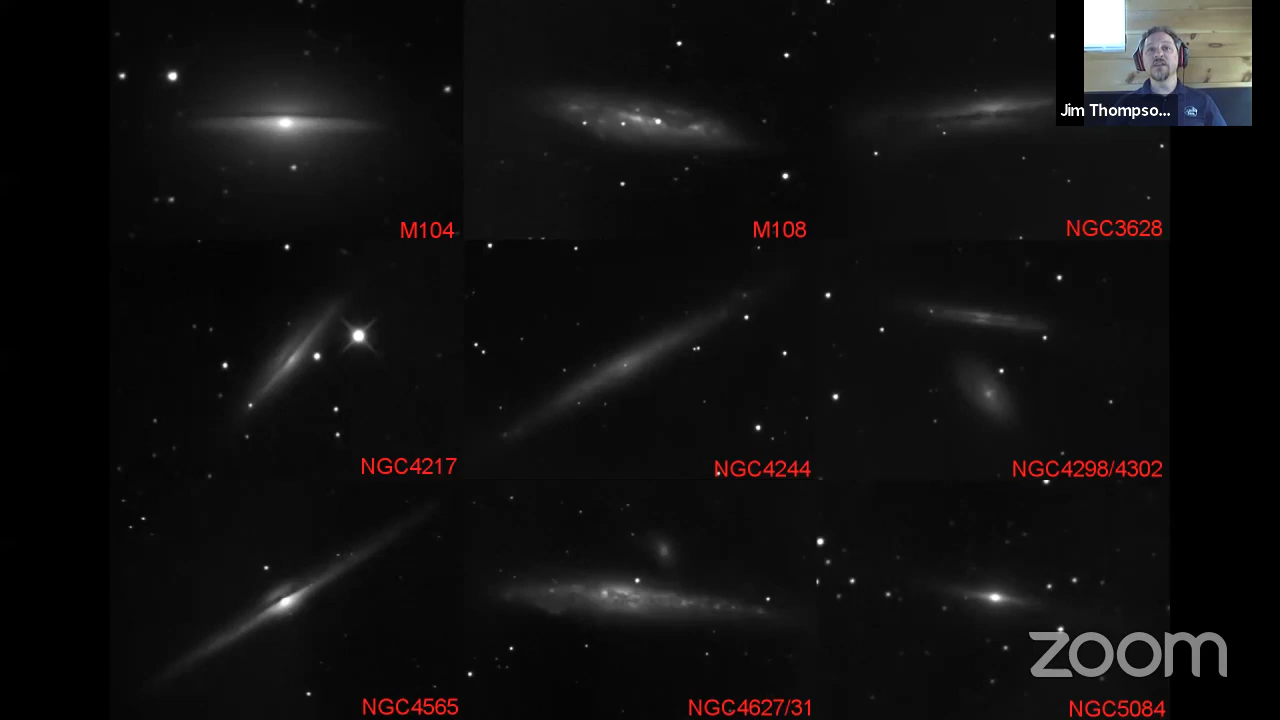 Jim Thompso...
M104
M108
NGC3628
NGC4217
NGC4244
NGC4298/4302
NGC4565
NGC4627/31
NGC5084
zoom